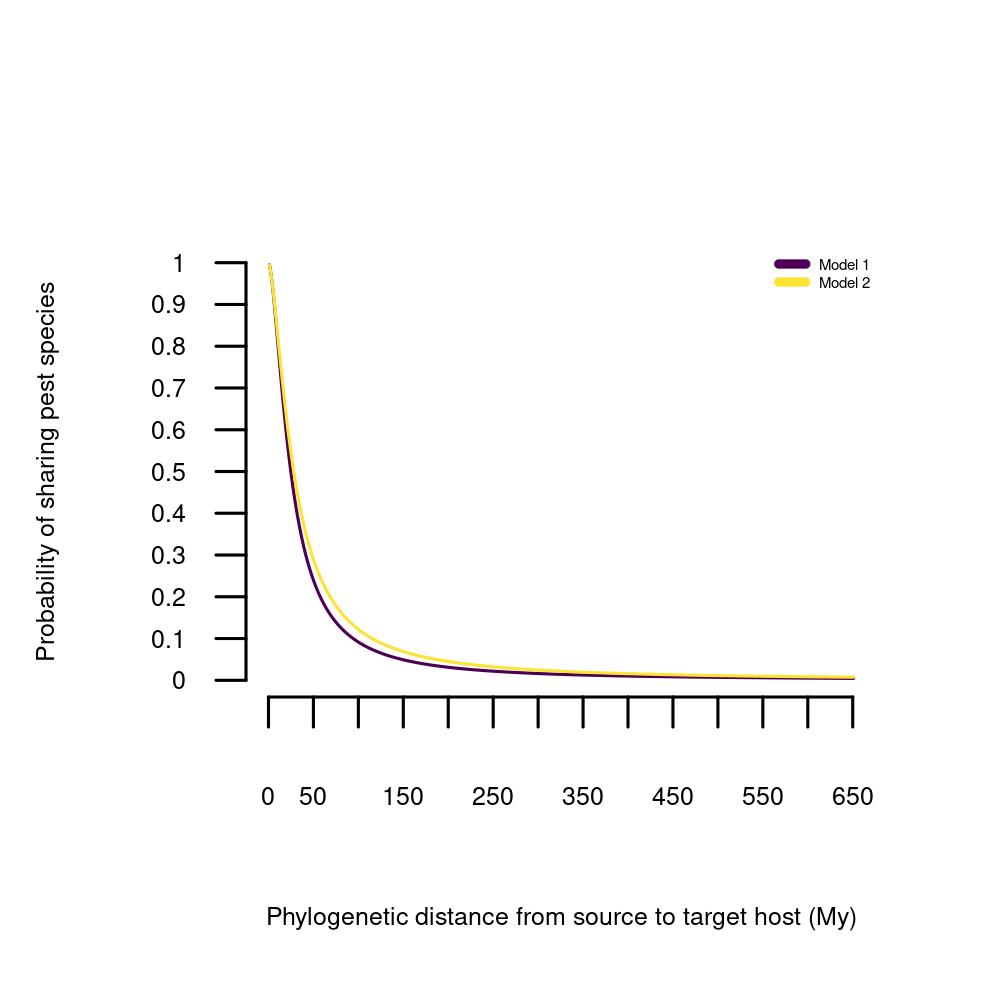 Model 1
Model 2
Probability of sharing pest species
1
0.9
0.8
0.7
0.6
0.5
0.4
0.3
0.2
0.1
0
0 50 150 250 350 450 550 650
Phylogenetic distance from source to target host (My)